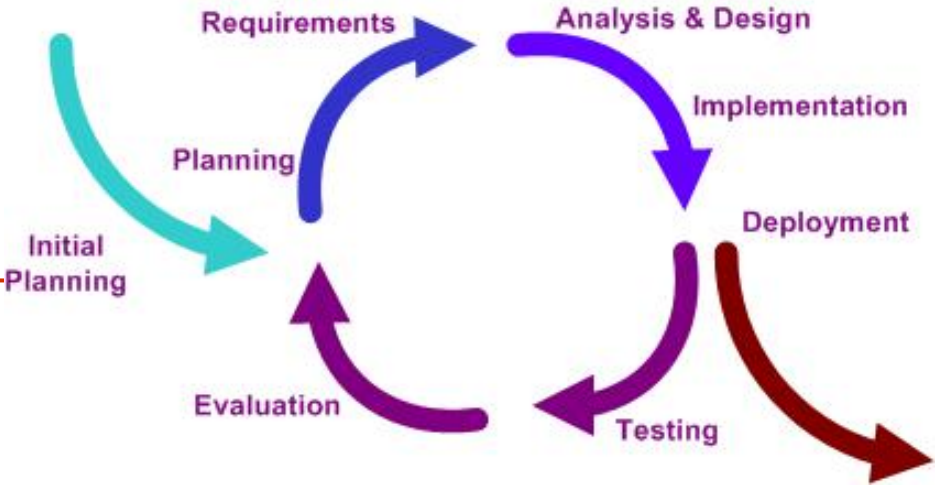 Requirements
Analysis & Design
Implementation
Planning
Deployment
Initial
Planning
Evaluation
Testing